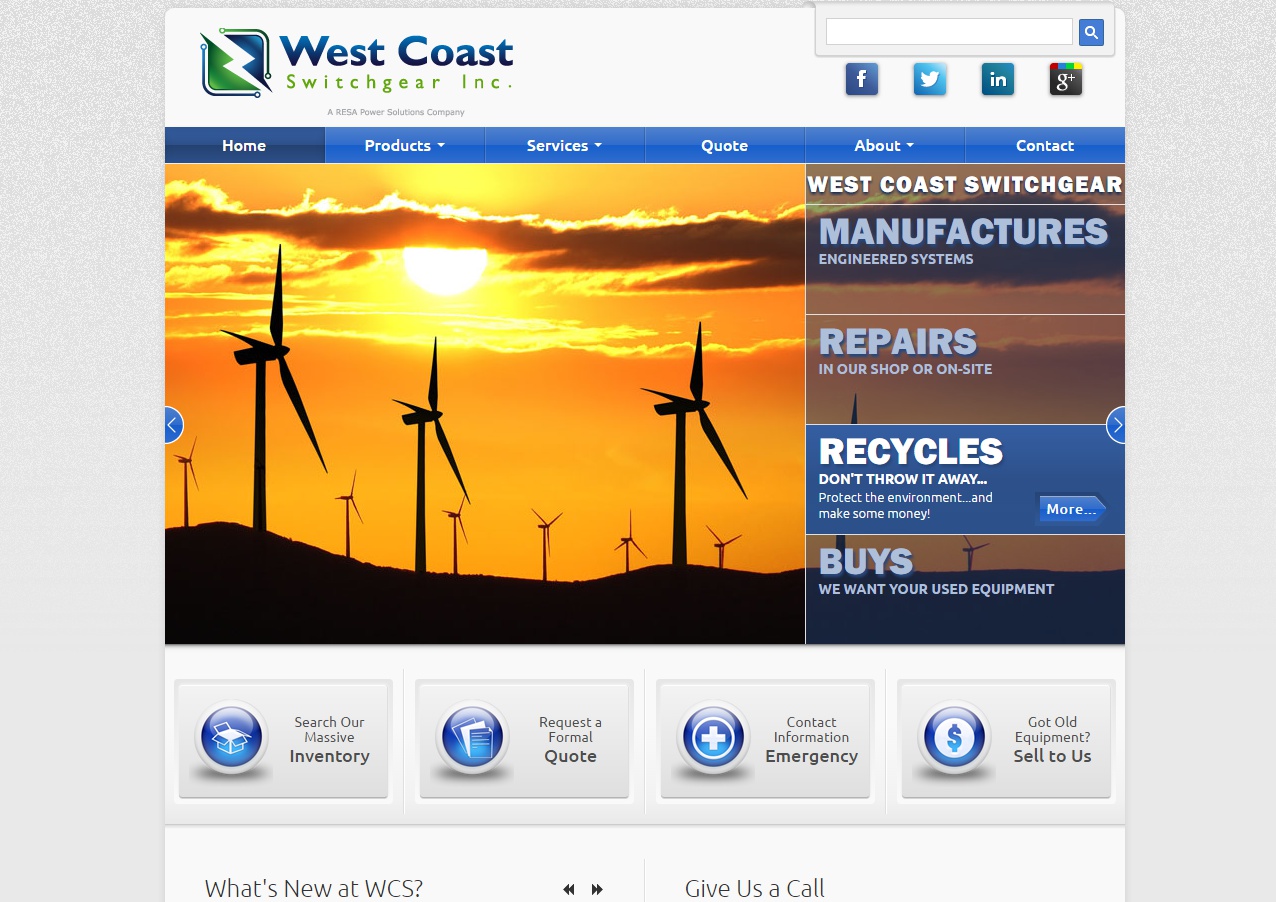 West Coast
Switchgear Inc.
A RESA Power Solutions Company
f
in
g+
Home
Products
Services
Quote
About
Contact
WEST COAST SWITCHGEAR
MANUFACTURES
ENGINEERED SYSTEMS
REPAIRS
IN OUR SHOP OR ON-SITE
RECYCLES
DON'T THROW IT AWAY...
Protect the environment...and
make some money!
More...
BUYS
WE WANT YOUR USED EQUIPMENT
Search Our
Massive
Inventory
Request a
Formal
Quote
Contact
Information
Emergency
$
Got Old
Equipment?
Sell to Us
What's New at WCS?
Give Us a Call